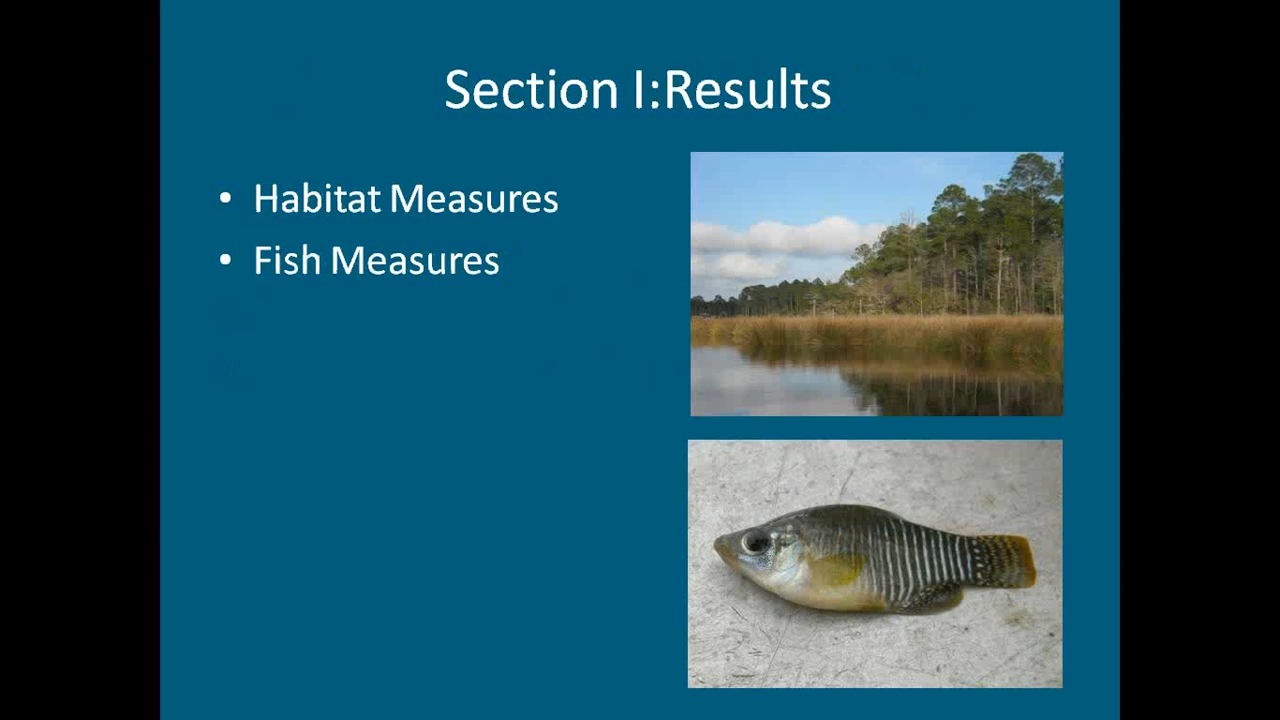 Section I:Results
• Habitat Measures
• Fish Measures